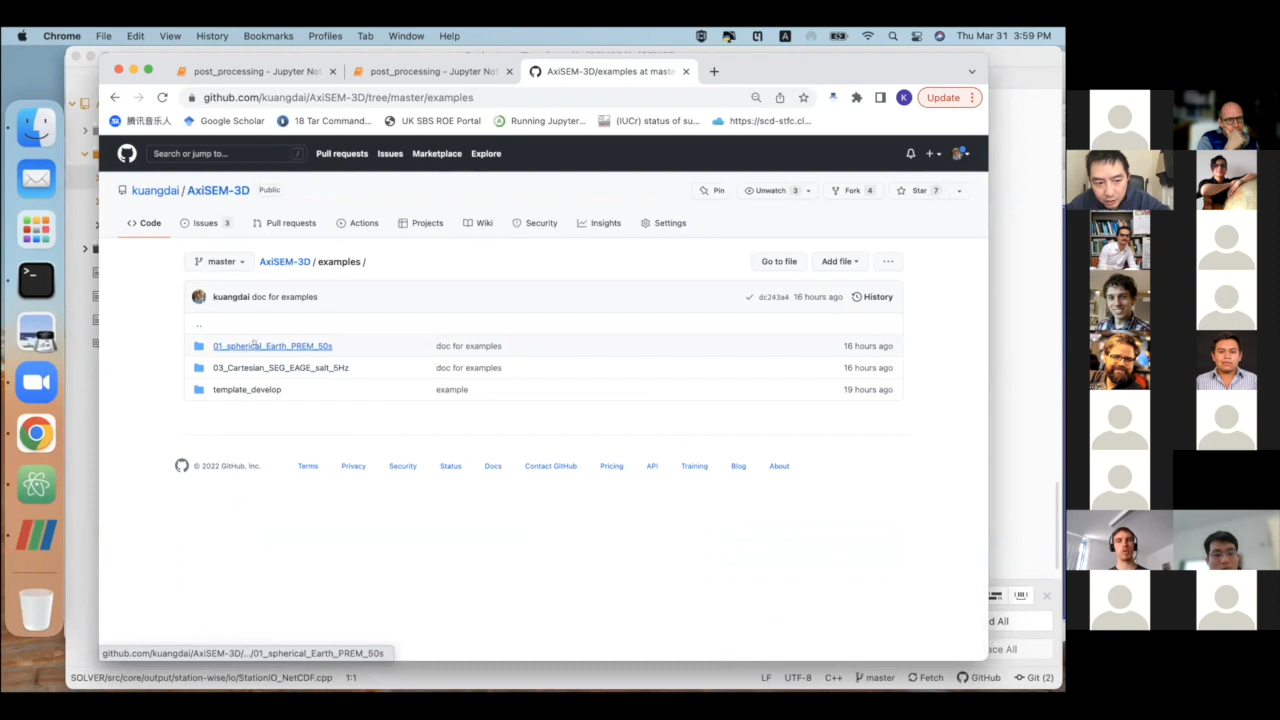 Chrome File Edit View History Bookmarks Profiles Tab Window Help
A
Thu Mar 31 3:59 PM
post_processing - Jupyter Not ×
post_processing - Jupyter Not ×
AxiSEM-3D/examples at maste ×
github.com/kuangdai/AxiSEM-3D/tree/master/examples
K
Update
腾讯音乐人
Google Scholar
18 Tar Command...
UK SBS ROE Portal
Running Jupyter...
(IUCr) status of su...
https://scd-stfc.cl...
Search or jump to...
/
Pull requests Issues Marketplace Explore
kuangdai / AxiSEM-3D Public
Pin
Unwatch 3
Fork 4
Star 7
<> Code
Issues 3
Pull requests
Actions
Projects
Wiki
Security
Insights
Settings
master
AxiSEM-3D / examples /
Go to file
Add file
...
kuangdai doc for examples
dc243a4 16 hours ago History
..
01_spherical_Earth_PREM_50s doc for examples 16 hours ago
03_Cartesian_SEG_EAGE_salt_5Hz doc for examples 16 hours ago
template_develop example 19 hours ago
© 2022 GitHub, Inc. Terms Privacy Security Status Docs Contact GitHub Pricing API Training Blog About
d All
ace All
github.com/kuangdai/AxiSEM-3D/.../01_spherical_Earth_PREM_50s
SOLVER/src/core/output/station-wise/io/StationIO_NetCDF.cpp 1:1
LF UTF-8 C++ master Fetch GitHub Git (2)